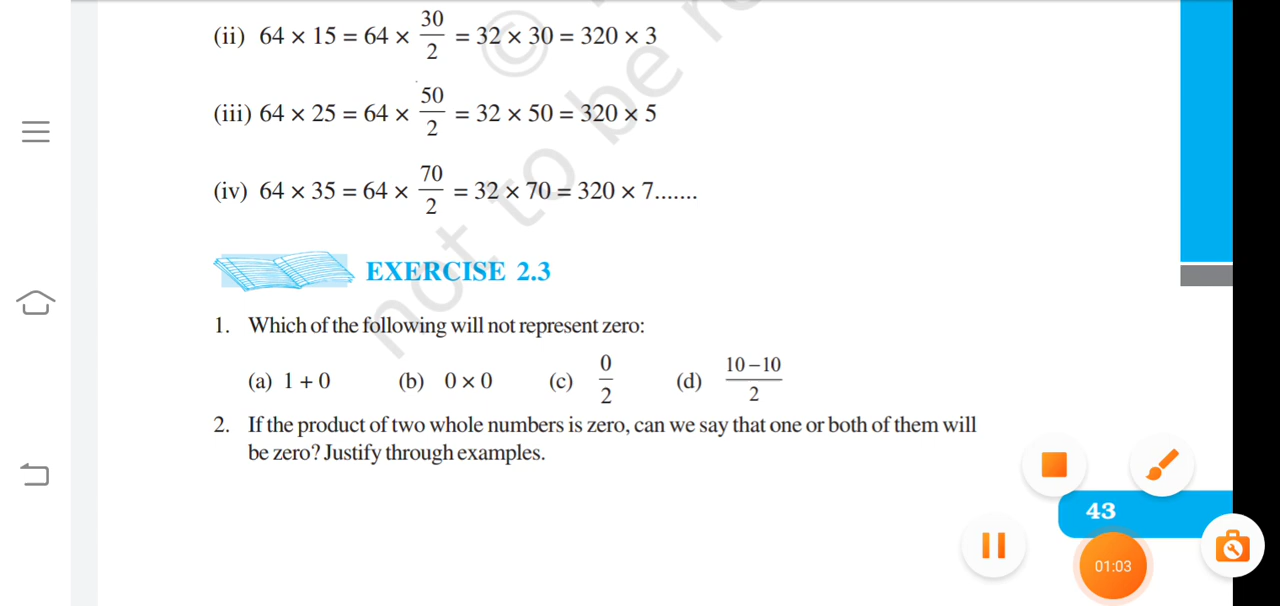 (ii) 64 × 15 = 64 × 30/2 = 32 × 30 = 320 × 3
(iii) 64 × 25 = 64 × 50/2 = 32 × 50 = 320 × 5
(iv) 64 × 35 = 64 × 70/2 = 32 × 70 = 320 × 7.......
EXERCISE 2.3
1. Which of the following will not represent zero:
(a) 1 + 0 (b) 0 × 0 (c) 0/2 (d) 10 – 10/2
2. If the product of two whole numbers is zero, can we say that one or both of them will
be zero? Justify through examples.
43
01:03
© not to be